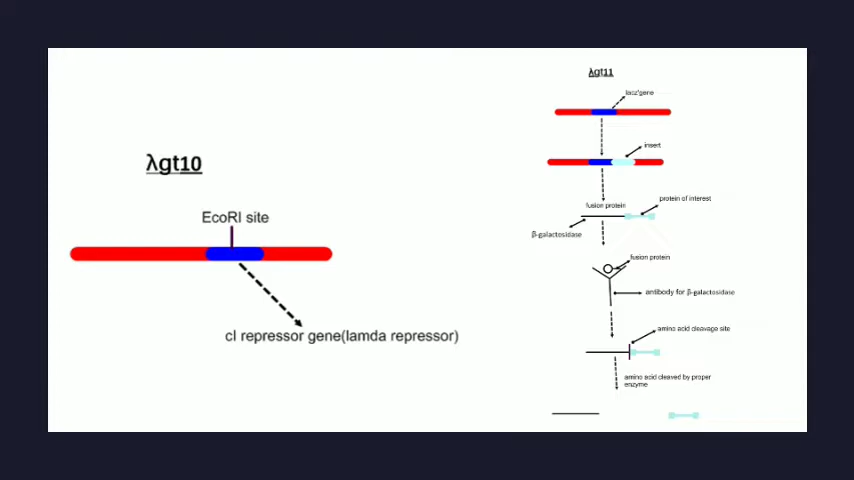 λgt10
EcoRI site
cI repressor gene(lamda repressor)
λgt11
lacz'gene
insert
fusion protein
protein of interest
β-galactosidase
fusion protein
antibody for β-galactosidase
amino acid cleavage site
amino acid cleaved by proper
enzyme